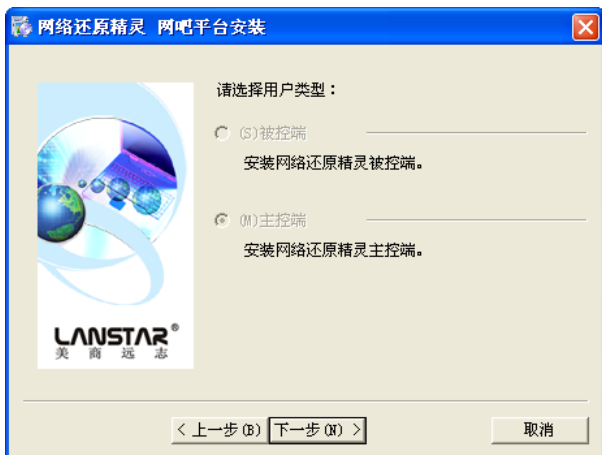 网络还原精灵 网吧平台安装
请选择用户类型：
(S)被控端
安装网络还原精灵被控端。
(M)主控端
安装网络还原精灵主控端。
LANSTAR®
美商远志
< 上一步(B) 下一步(N) > 取消